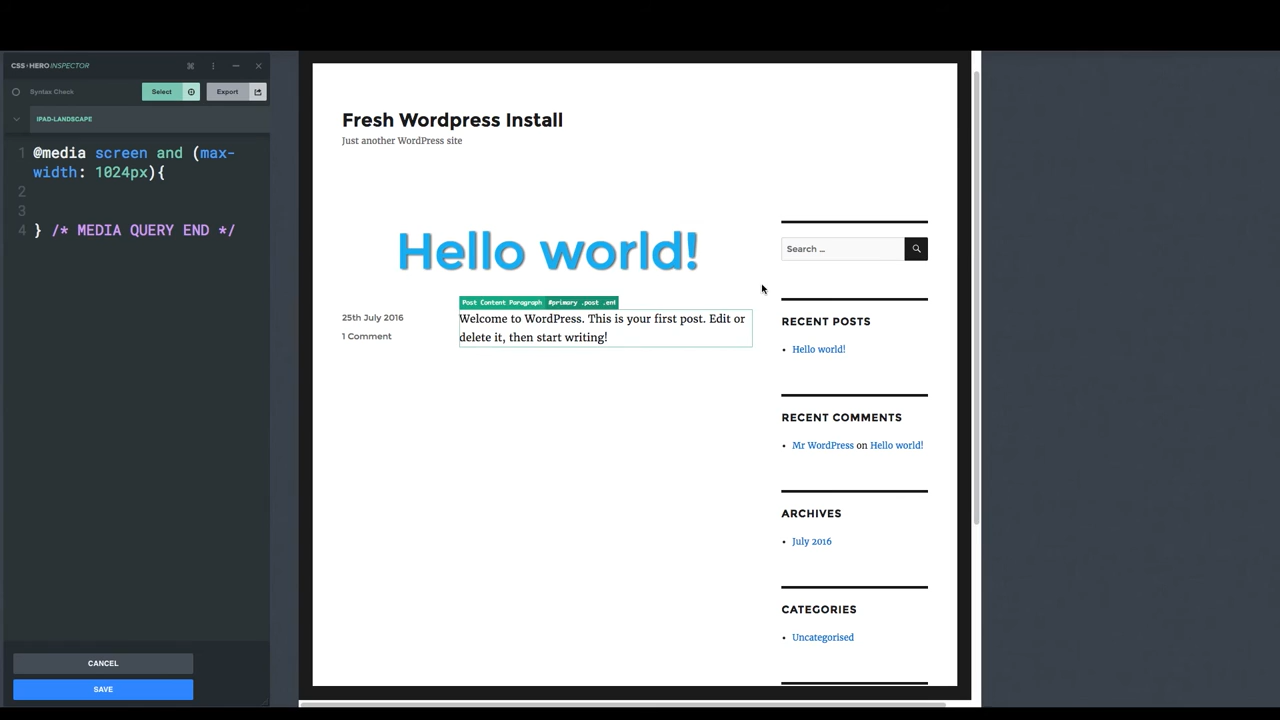 CSS+HERO INSPECTOR
Syntax Check
Select
Export
IPAD-LANDSCAPE
1 @media screen and (max-
width: 1024px){
2
3
4 } /* MEDIA QUERY END */
CANCEL
SAVE
Fresh Wordpress Install
Just another WordPress site
Hello world!
Post Content Paragraph #primary .post .ent
25th July 2016
1 Comment
Welcome to WordPress. This is your first post. Edit or
delete it, then start writing!
Search …
RECENT POSTS
Hello world!
RECENT COMMENTS
Mr WordPress on Hello world!
ARCHIVES
July 2016
CATEGORIES
Uncategorised